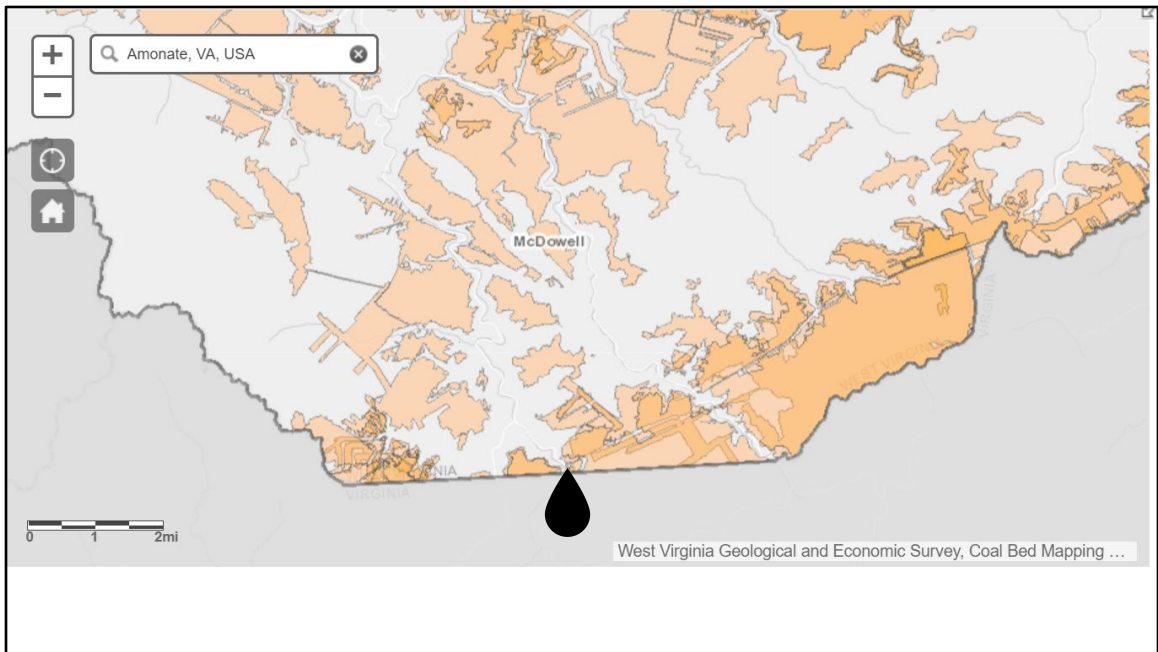 +
Amonate, VA, USA
−
McDowell
VIRGINIA
WEST VIRGINIA
NIA
VIRGINIA
0 1 2mi
West Virginia Geological and Economic Survey, Coal Bed Mapping …